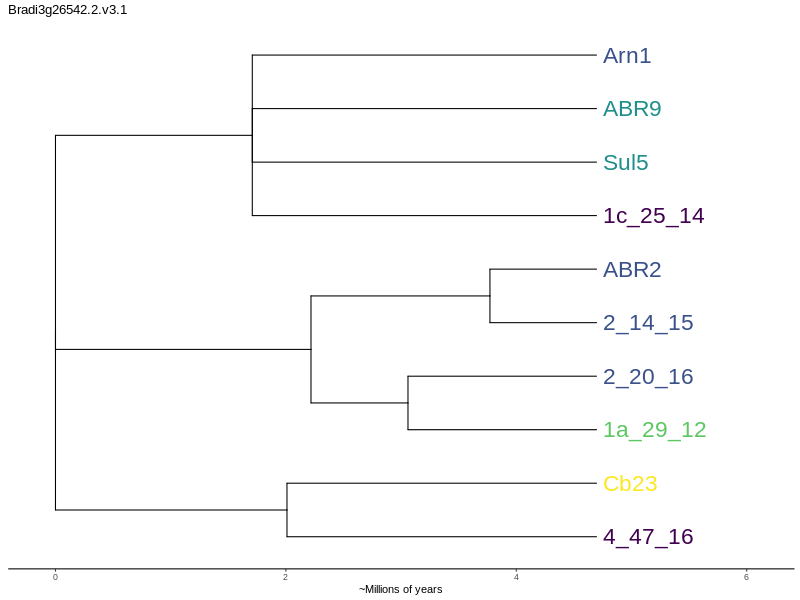 Bradi3g26542.2.v3.1
Arn1
ABR9
Sul5
1c_25_14
ABR2
2_14_15
2_20_16
1a_29_12
Cb23
4_47_16
0 2 4 6
~Millions of years